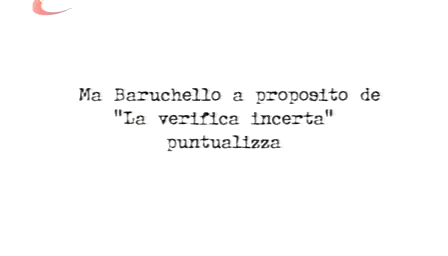 Ma Baruchello a proposito de
"La verifica incerta"
puntualizza